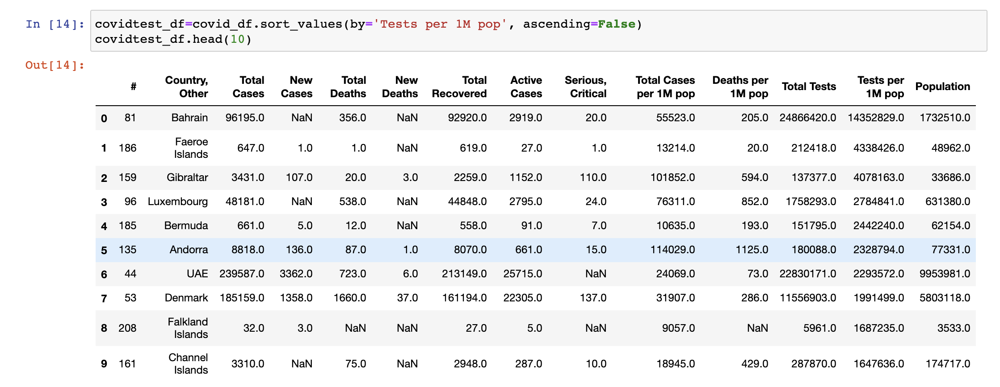 In [14]: covidtest_df=covid_df.sort_values(by='Tests per 1M pop', ascending=False)
covidtest_df.head(10)
Out[14]:
# Country, Other Total Cases New Cases Total Deaths New Deaths Total Recovered Active Cases Serious, Critical Total Cases per 1M pop Deaths per 1M pop Total Tests Tests per 1M pop Population
0 81 Bahrain 96195.0 NaN 356.0 NaN 92920.0 2919.0 20.0 55523.0 205.0 24866420.0 14352829.0 1732510.0
1 186 Faeroe Islands 647.0 1.0 1.0 NaN 619.0 27.0 1.0 13214.0 20.0 212418.0 4338426.0 48962.0
2 159 Gibraltar 3431.0 107.0 20.0 3.0 2259.0 1152.0 110.0 101852.0 594.0 137377.0 4078163.0 33686.0
3 96 Luxembourg 48181.0 NaN 538.0 NaN 44848.0 2795.0 24.0 76311.0 852.0 1758293.0 2784841.0 631380.0
4 185 Bermuda 661.0 5.0 12.0 NaN 558.0 91.0 7.0 10635.0 193.0 151795.0 2442240.0 62154.0
5 135 Andorra 8818.0 136.0 87.0 1.0 8070.0 661.0 15.0 114029.0 1125.0 180088.0 2328794.0 77331.0
6 44 UAE 239587.0 3362.0 723.0 6.0 213149.0 25715.0 NaN 24069.0 73.0 22830171.0 2293572.0 9953981.0
7 53 Denmark 185159.0 1358.0 1660.0 37.0 161194.0 22305.0 137.0 31907.0 286.0 11556903.0 1991499.0 5803118.0
8 208 Falkland Islands 32.0 3.0 NaN NaN 27.0 5.0 NaN 9057.0 NaN 5961.0 1687235.0 3533.0
9 161 Channel Islands 3310.0 NaN 75.0 NaN 2948.0 287.0 10.0 18945.0 429.0 287870.0 1647636.0 174717.0